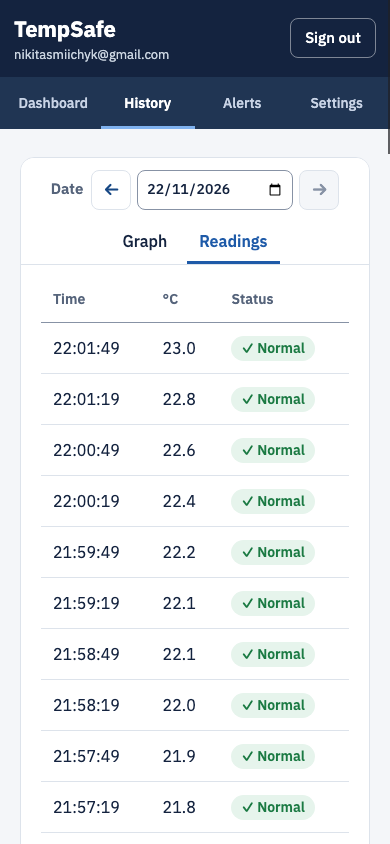 TempSafe
nikitasmiichyk@gmail.com
Sign out
Dashboard History Alerts Settings
Date 22/11/2026
Graph Readings
Time °C Status
22:01:49 23.0 Normal
22:01:19 22.8 Normal
22:00:49 22.6 Normal
22:00:19 22.4 Normal
21:59:49 22.2 Normal
21:59:19 22.1 Normal
21:58:49 22.1 Normal
21:58:19 22.0 Normal
21:57:49 21.9 Normal
21:57:19 21.8 Normal